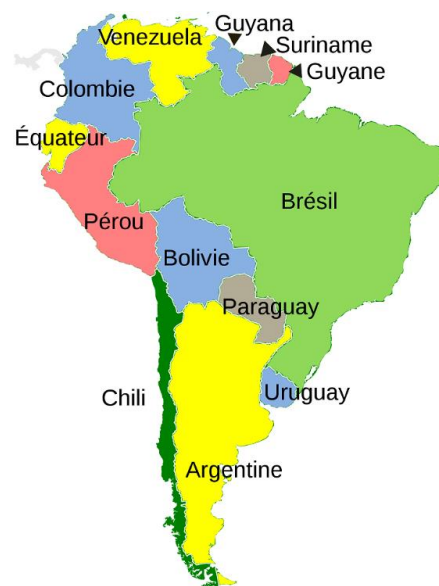 Guyana
Venezuela
Suriname
Guyane
Colombie
Équateur
Brésil
Pérou
Bolivie
Paraguay
Chili
Uruguay
Argentine